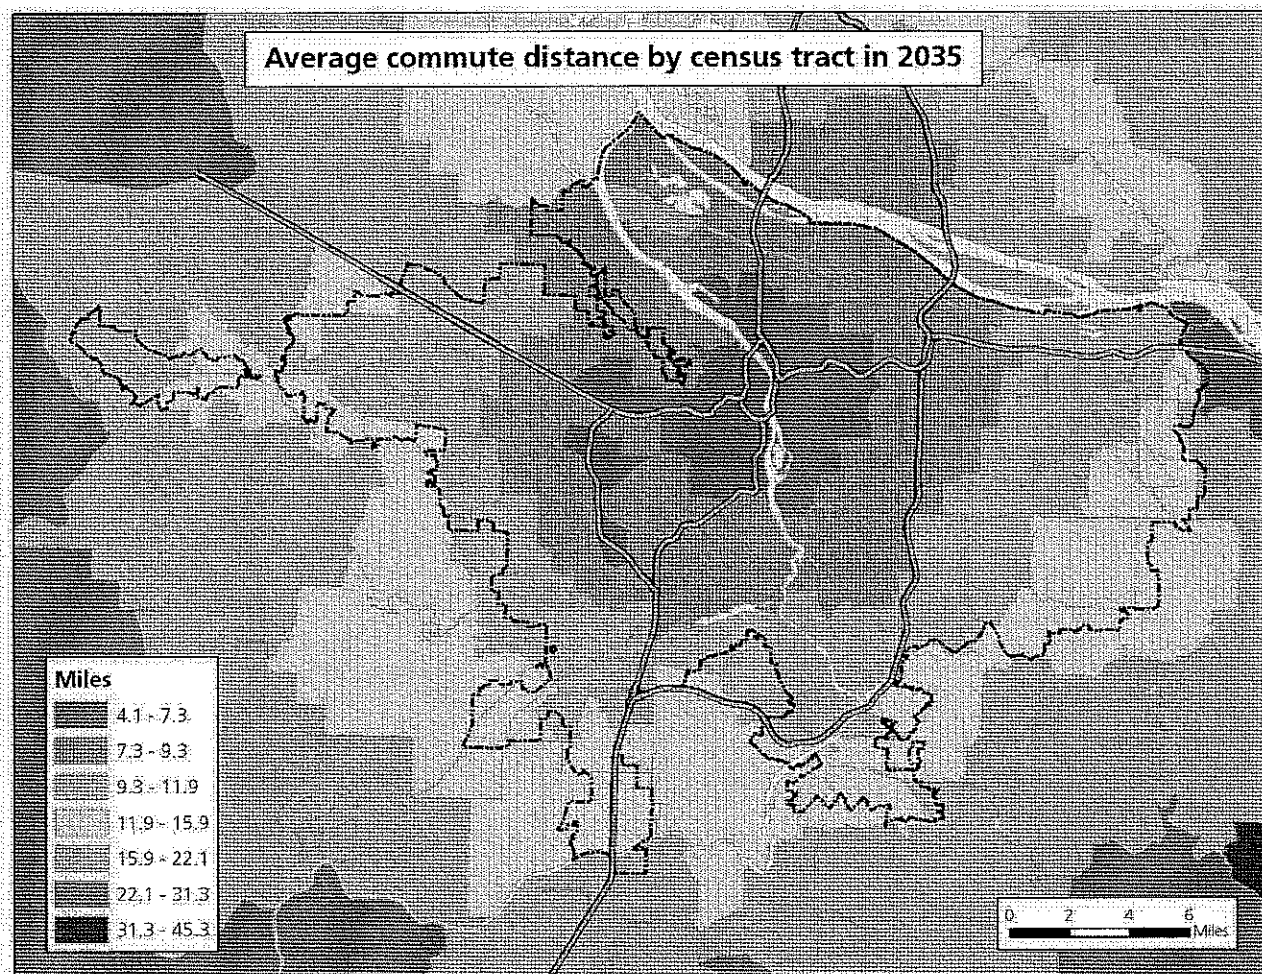 Average commute distance by census tract in 2035
Miles
4.1 - 7.3
7.3 - 9.3
9.3 - 11.9
11.9 - 15.9
15.9 - 22.1
22.1 - 31.3
31.3 - 45.3
0 2 4 6
Miles